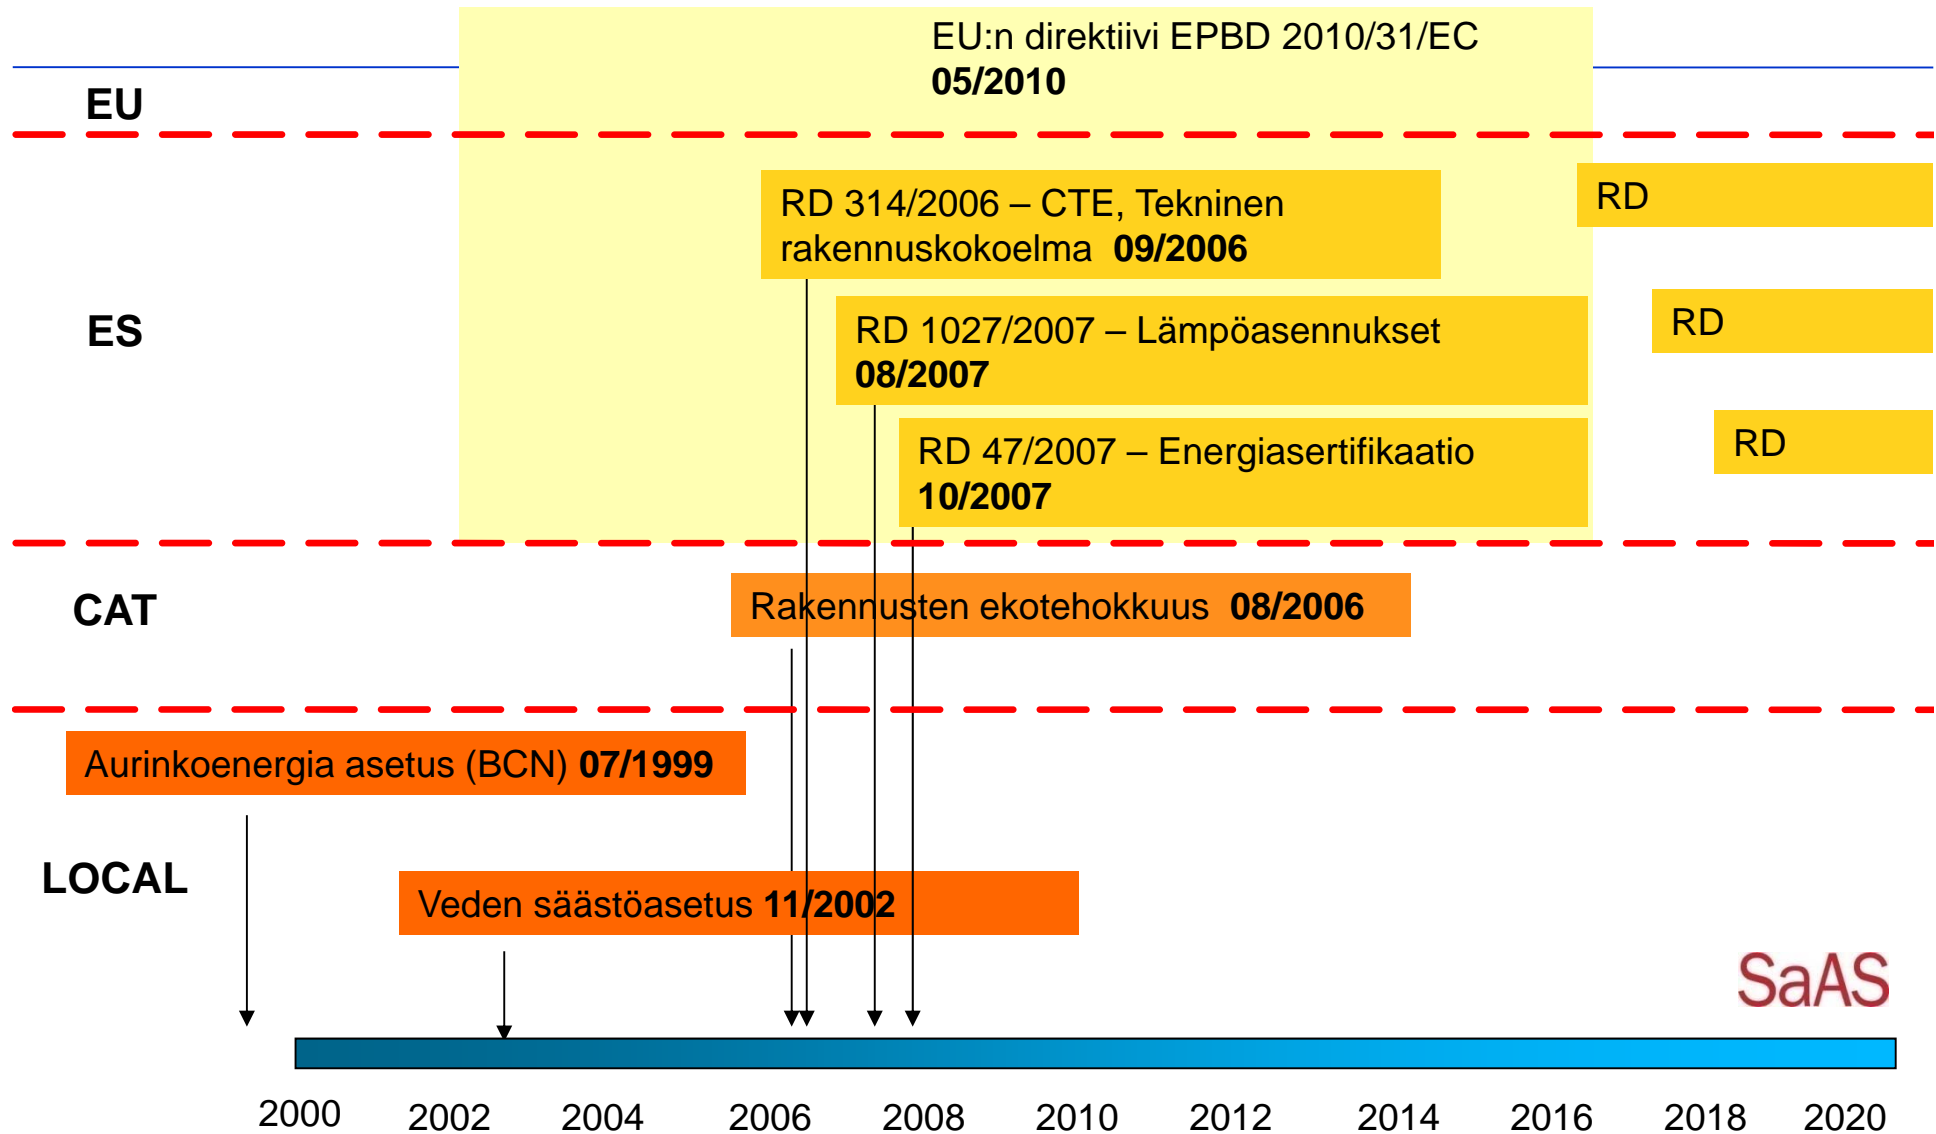 EU:n direktiivi EPBD 2010/31/EC
05/2010
EU
RD 314/2006 – CTE, Tekninen
rakennuskokoelma 09/2006
RD
ES
RD 1027/2007 – Lämpöasennukset
08/2007
RD
RD 47/2007 – Energiasertifikaatio
10/2007
RD
CAT
Rakennusten ekotehokkuus 08/2006
Aurinkoenergia asetus (BCN) 07/1999
LOCAL
Veden säästöasetus 11/2002
SaAS
2000 2002 2004 2006 2008 2010 2012 2014 2016 2018 2020